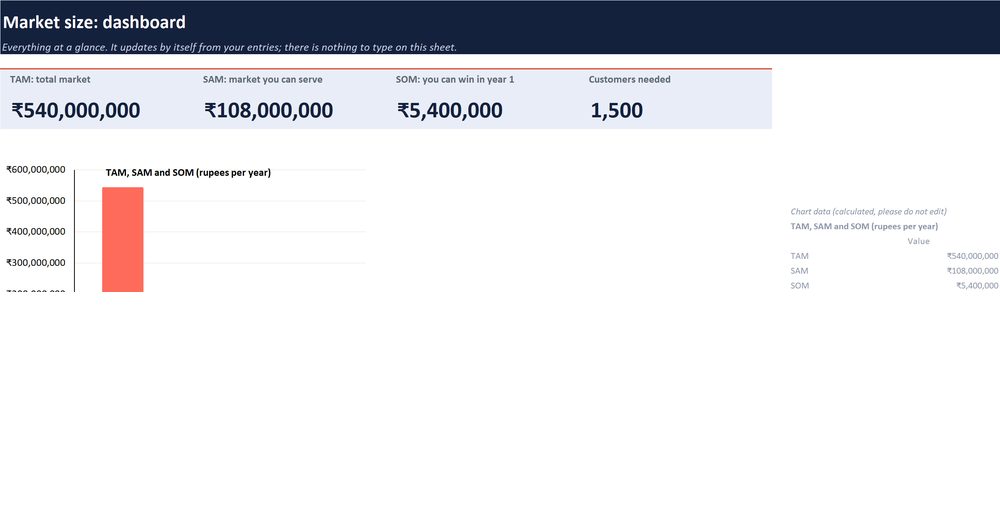 Market size: dashboard
Everything at a glance. It updates by itself from your entries; there is nothing to type on this sheet.
TAM: total market
SAM: market you can serve
SOM: you can win in year 1
Customers needed
₹540,000,000
₹108,000,000
₹5,400,000
1,500
TAM, SAM and SOM (rupees per year)
₹600,000,000
₹500,000,000
₹400,000,000
₹300,000,000
Chart data (calculated, please do not edit)
TAM, SAM and SOM (rupees per year)
Value
TAM ₹540,000,000
SAM ₹108,000,000
SOM ₹5,400,000